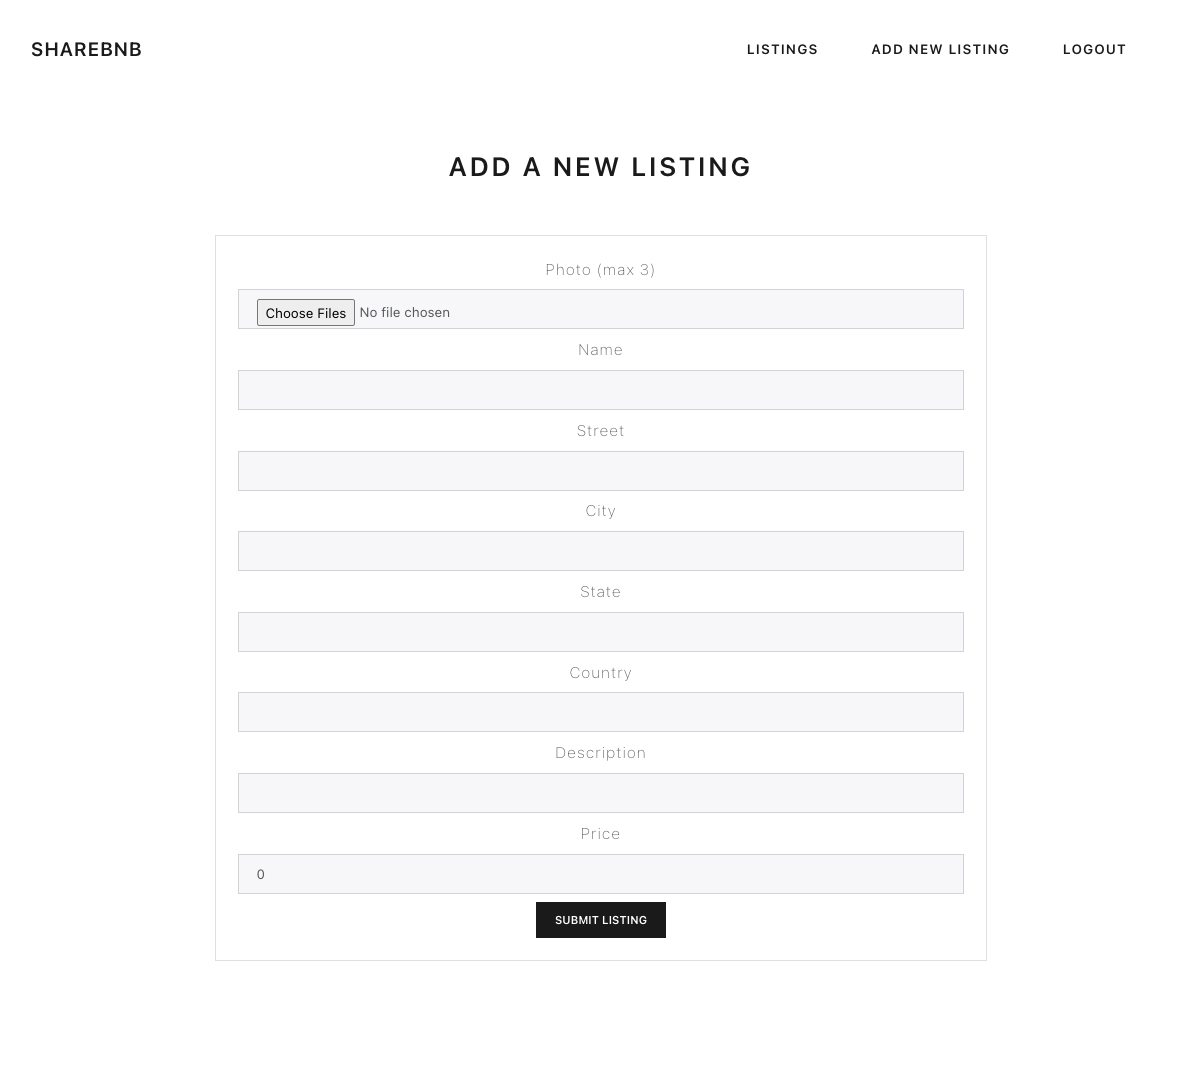 SHAREBNB
LISTINGS
ADD NEW LISTING
LOGOUT
ADD A NEW LISTING
Photo (max 3)
Choose Files No file chosen
Name
Street
City
State
Country
Description
Price
0
SUBMIT LISTING